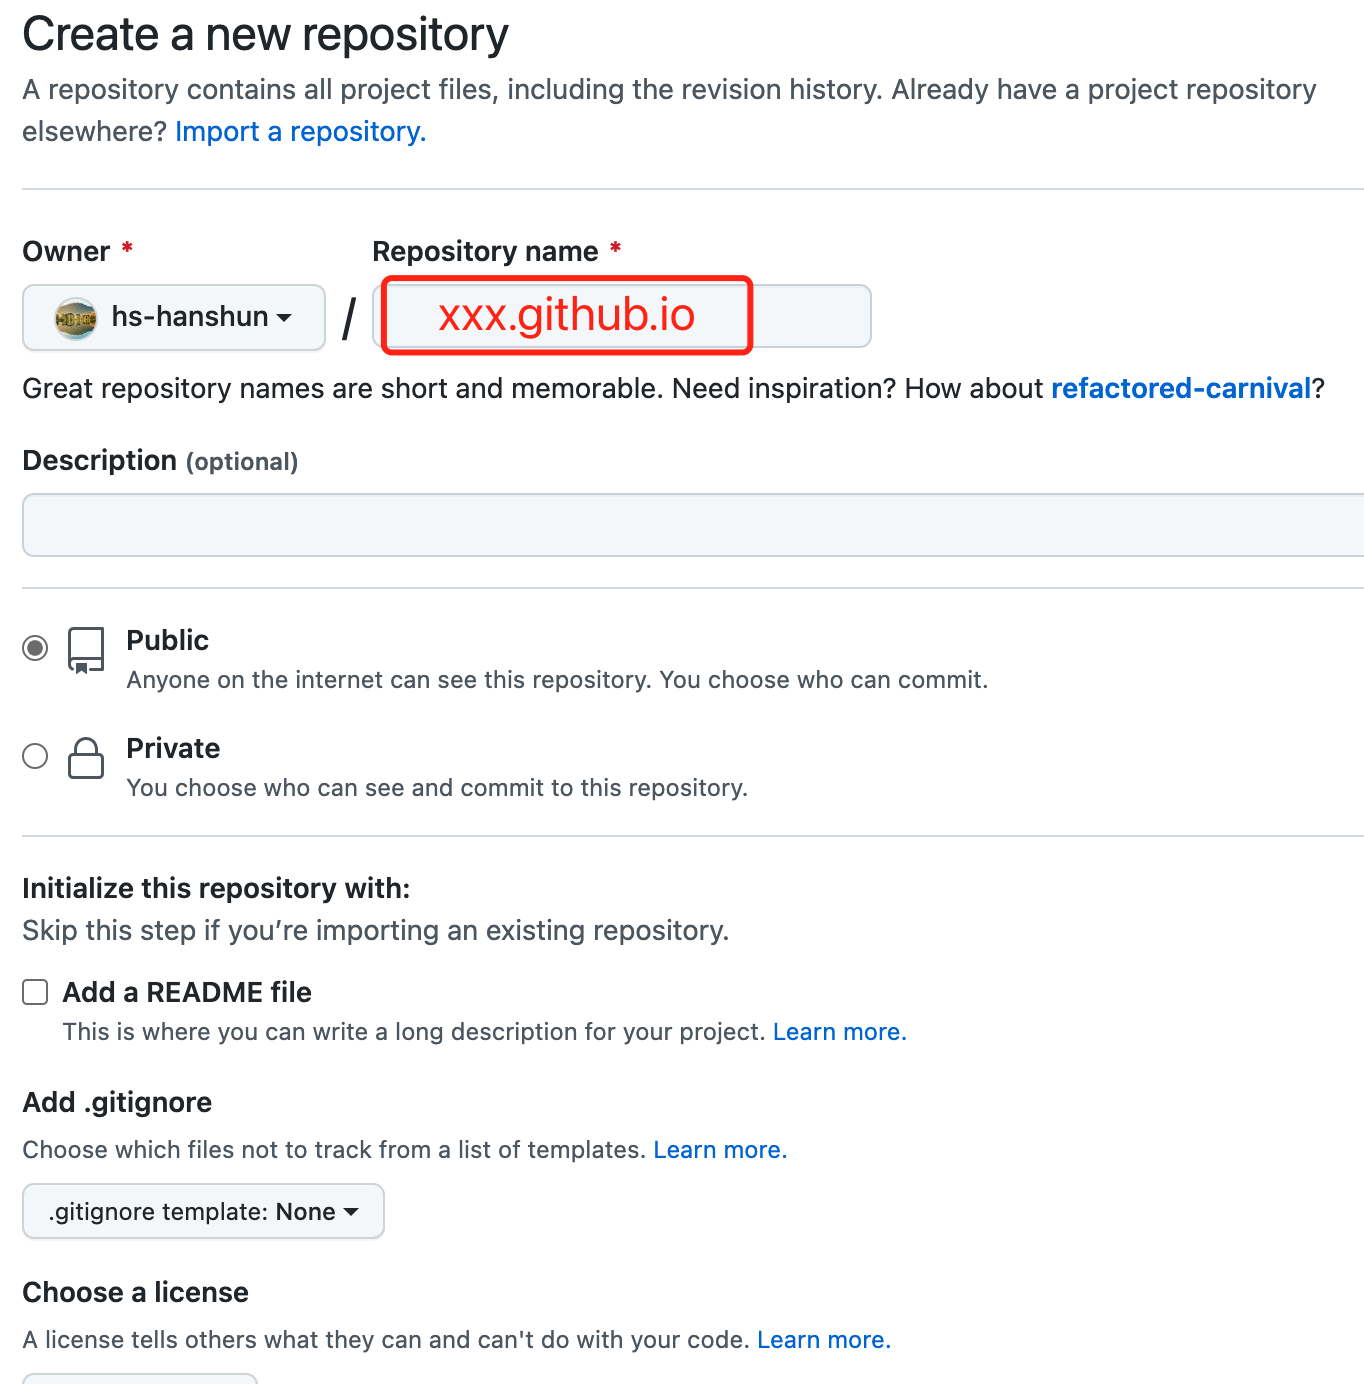 Create a new repository
A repository contains all project files, including the revision history. Already have a project repository
elsewhere? Import a repository.
Owner * Repository name *
hs-hanshun / xxx.github.io
Great repository names are short and memorable. Need inspiration? How about refactored-carnival?
Description (optional)
Public
Anyone on the internet can see this repository. You choose who can commit.
Private
You choose who can see and commit to this repository.
Initialize this repository with:
Skip this step if you’re importing an existing repository.
Add a README file
This is where you can write a long description for your project. Learn more.
Add .gitignore
Choose which files not to track from a list of templates. Learn more.
.gitignore template: None
Choose a license
A license tells others what they can and can't do with your code. Learn more.